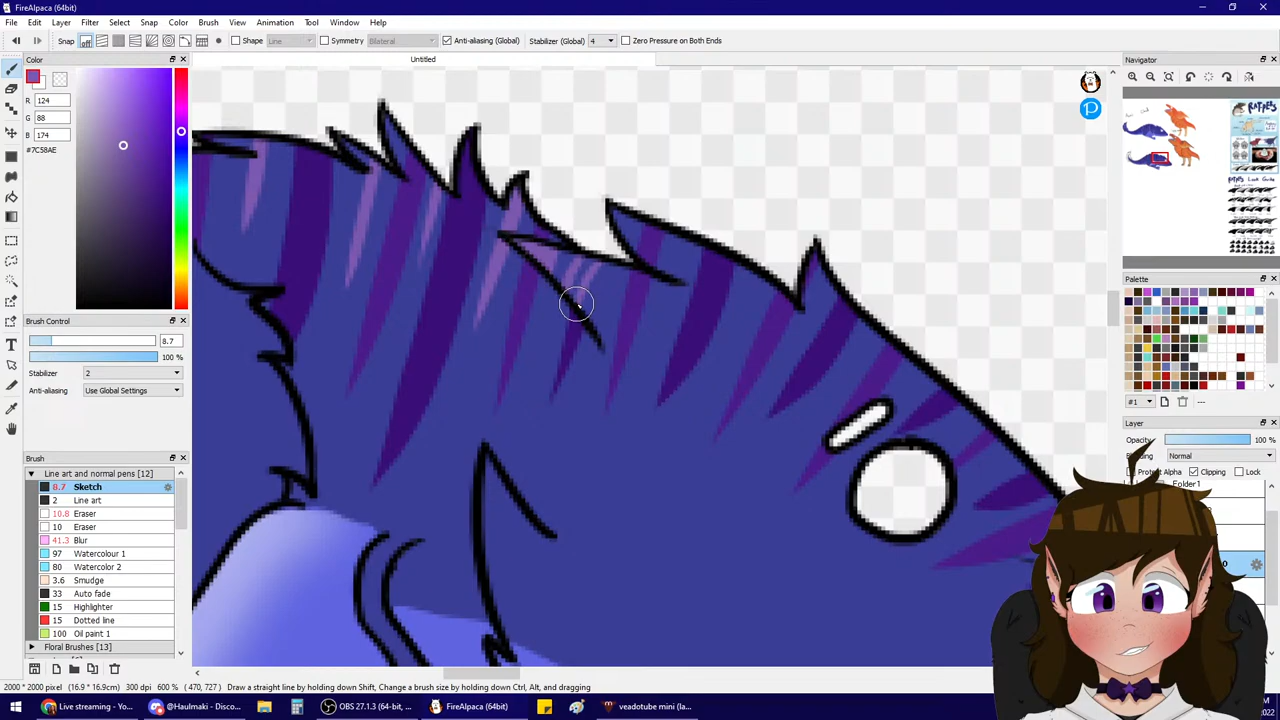 FireAlpaca (64bit)
File Edit Layer Filter Select Snap Color Brush View Animation Tool Window Help
Snap off Shape Line Symmetry Bilateral Anti-aliasing (Global) Stabilizer (Global) 4 Zero Pressure on Both Ends
Color
Untitled
Navigator
R 124
G 88
B 174
#7C58AE
RATPIES
Palette
#1 ---
Brush Control
8.7
100 %
Stabilizer 2
Anti-aliasing Use Global Settings
Layer
Opacity 100 %
Blending Normal
Protect Alpha Clipping Lock
Folder1
Brush
Line art and normal pens [12]
8.7 Sketch
2 Line art
10.8 Eraser
10 Eraser
41.3 Blur
97 Watercolour 1
80 Watercolor 2
3.6 Smudge
33 Auto fade
15 Highlighter
15 Dotted line
100 Oil paint 1
Floral Brushes [13]
2000 * 2000 pixel (16.9 * 16.9cm) 300 dpi 600 % ( 470, 727 ) Draw a straight line by holding down Shift, Change a brush size by holding down Ctrl, Alt, and dragging
Live streaming - Yo... @Haulmaki - Disco... OBS 27.1.3 (64-bit, ... FireAlpaca (64bit) veadotube mini (la...